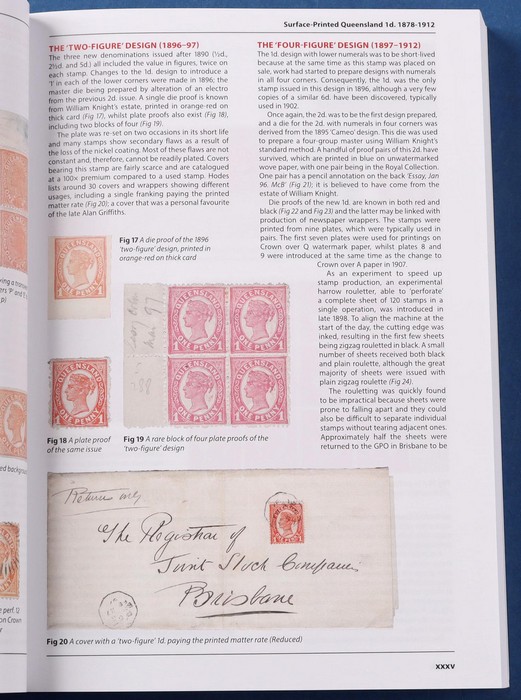 Surface-Printed Queensland 1d. 1878-1912
THE 'TWO-FIGURE' DESIGN (1896–97)
The three new denominations issued after 1890 (½d.,
2½d. and 5d.) all included the value in figures, twice on
each stamp. Changes to the 1d. design to introduce a
'1' in each of the lower corners were made in 1896; the
master die being prepared by alteration of an electro
from the previous 2d. issue. A single die proof is known
from William Knight's estate, printed in orange-red on
thick card (Fig 17), whilst plate proofs also exist (Fig 18),
including two blocks of four (Fig 19).
The plate was re-set on two occasions in its short life
and many stamps show secondary flaws as a result of
the loss of the nickel coating. Most of these flaws are not
constant and, therefore, cannot be readily plated. Covers
bearing this stamp are fairly scarce and are catalogued
at a 100x premium compared to a used stamp. Hodes
lists around 30 covers and wrappers showing different
usages, including a single franking paying the printed
matter rate (Fig 20); a cover that was a personal favourite
of the late Alan Griffiths.
Fig 17 A die proof of the 1896
'two-figure' design, printed in
orange-red on thick card
QUEENSLAND
ONE PENNY
Fig 18 A plate proof
of the same issue
Fig 19 A rare block of four plate proofs of the
'two-figure' design
THE 'FOUR-FIGURE' DESIGN (1897–1912)
The 1d. design with lower numerals was to be short-lived
because at the same time as this stamp was placed on
sale, work had started to prepare designs with numerals
in all four corners. Consequently, the 1d. was the only
stamp issued in this design in 1896, although a very few
copies of a similar 6d. have been discovered, typically
used in 1902.
Once again, the 2d. was to be the first design prepared,
and a die for the 2d. with numerals in four corners was
derived from the 1895 'Cameo' design. This die was used
to prepare a four-group master using William Knight's
standard method. A handful of proof pairs of this 2d. have
survived, which are printed in blue on unwatermarked
wove paper, with one pair being in the Royal Collection.
One pair has a pencil annotation on the back 'Essay, Jan
96. McB' (Fig 21); it is believed to have come from the
estate of William Knight.
Die proofs of the new 1d. are known in both red and
black (Fig 22 and Fig 23) and the latter may be linked with
production of newspaper wrappers. The stamps were
printed from nine plates, which were typically used in
pairs. The first seven plates were used for printings on
Crown over Q watermark paper, whilst plates 8 and
9 were introduced at the same time as the change to
Crown over A paper in 1907.
As an experiment to speed up
stamp production, an experimental
harrow rouletter, able to 'perforate'
a complete sheet of 120 stamps in a
single operation, was introduced in
late 1898. To align the machine at the
start of the day, the cutting edge was
inked, resulting in the first few sheets
being zigzag rouletted in black. A small
number of sheets received both black
and plain roulette, although the great
majority of sheets were issued with
plain zigzag roulette (Fig 24).
The rouletting was quickly found
to be impractical because sheets were
prone to falling apart and they could
also be difficult to separate individual
stamps without tearing adjacent ones.
Approximately half the sheets were
returned to the GPO in Brisbane to be
Returns only
The Registrar of
Joint Stock Companies
Brisbane
Fig 20 A cover with a 'two-figure' 1d. paying the printed matter rate (Reduced)
XXXV